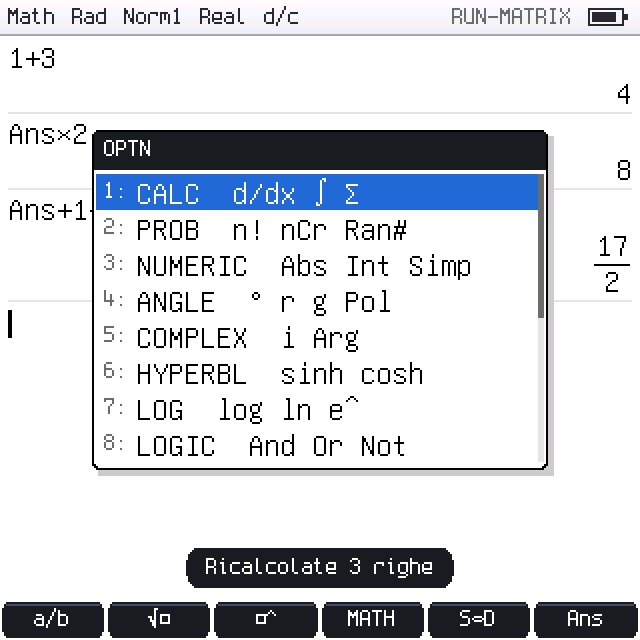 Math Rad Norm1 Real d/c RUN-MATRIX
1+3
4
Ans×2
8
Ans+1
17
2
OPTN
1: CALC d/dx ∫ Σ
2: PROB n! nCr Ran#
3: NUMERIC Abs Int Simp
4: ANGLE ° r g Pol
5: COMPLEX i Arg
6: HYPERBL sinh cosh
7: LOG log ln e^
8: LOGIC And Or Not
Ricalcolate 3 righe
a/b √▫ ▫^ MATH S=D Ans